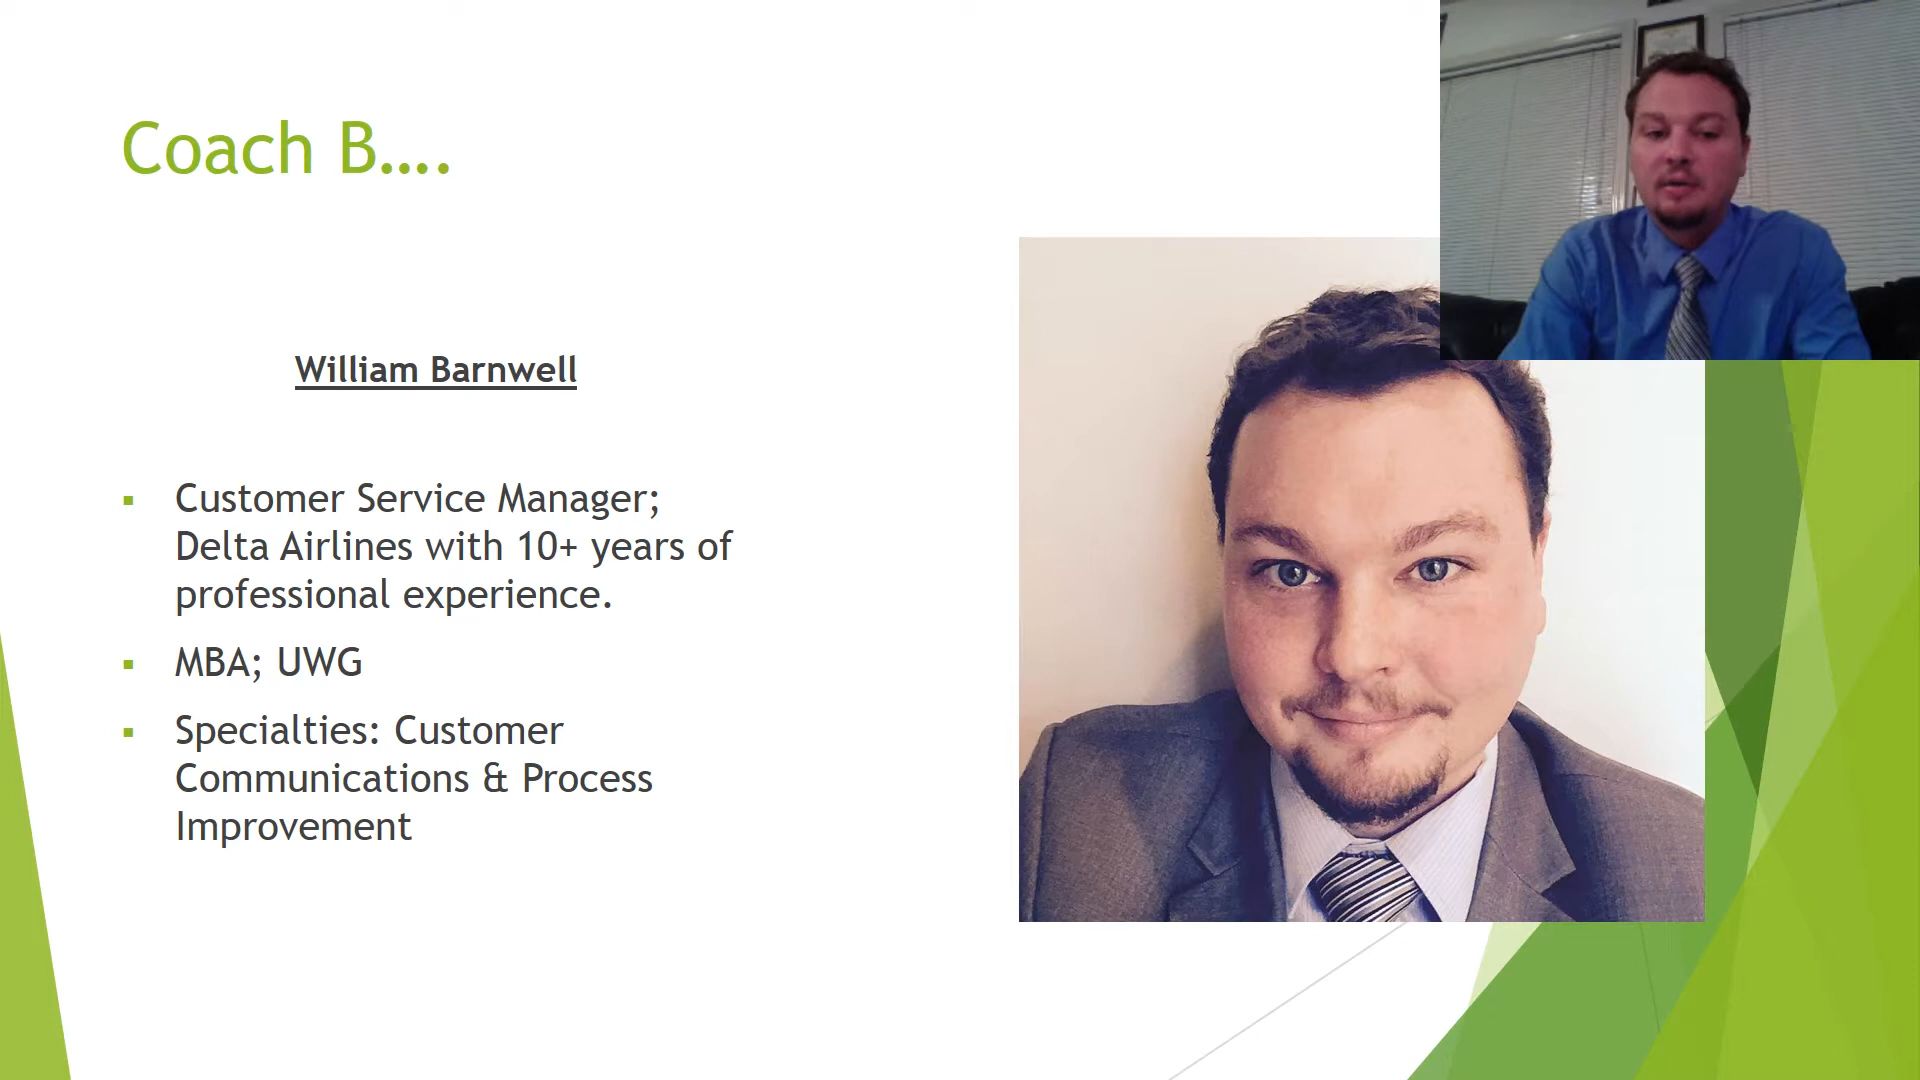 Coach B....
William Barnwell
Customer Service Manager;
Delta Airlines with 10+ years of
professional experience.
MBA; UWG
Specialties: Customer
Communications & Process
Improvement